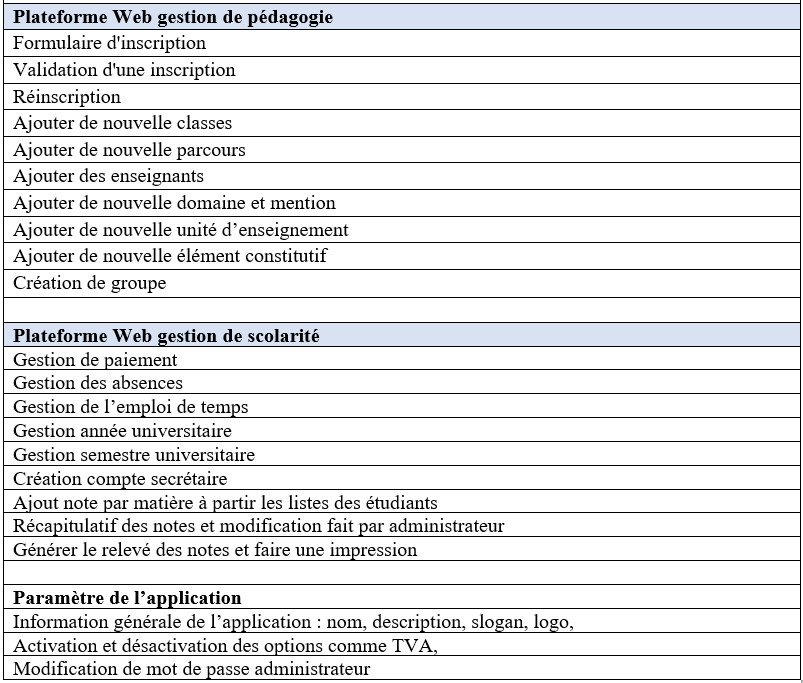 Plateforme Web gestion de pédagogie
Formulaire d'inscription
Validation d'une inscription
Réinscription
Ajouter de nouvelle classes
Ajouter de nouvelle parcours
Ajouter des enseignants
Ajouter de nouvelle domaine et mention
Ajouter de nouvelle unité d’enseignement
Ajouter de nouvelle élément constitutif
Création de groupe
Plateforme Web gestion de scolarité
Gestion de paiement
Gestion des absences
Gestion de l’emploi de temps
Gestion année universitaire
Gestion semestre universitaire
Création compte secrétaire
Ajout note par matière à partir les listes des étudiants
Récapitulatif des notes et modification fait par administrateur
Générer le relevé des notes et faire une impression
Paramètre de l’application
Information générale de l’application : nom, description, slogan, logo,
Activation et désactivation des options comme TVA,
Modification de mot de passe administrateur